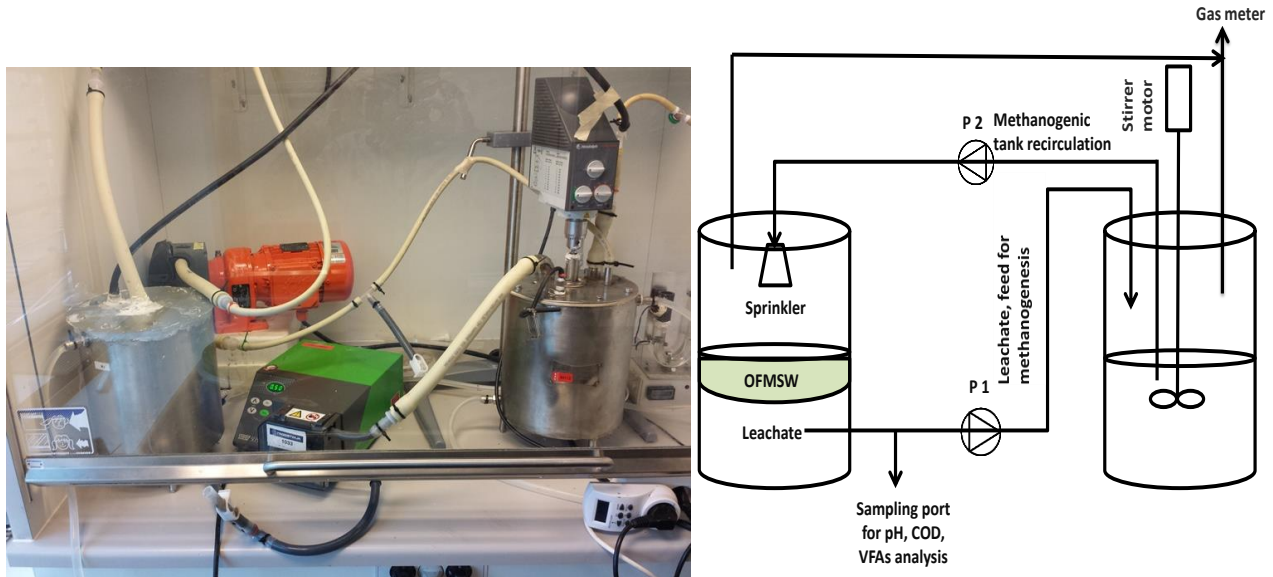 Gas meter
Stirrer
motor
P 2
Methanogenic
tank recirculation
Leachate, feed for
methanogenesis
Sprinkler
OFMSW
P 1
Leachate
Sampling port
for pH, COD,
VFAs analysis